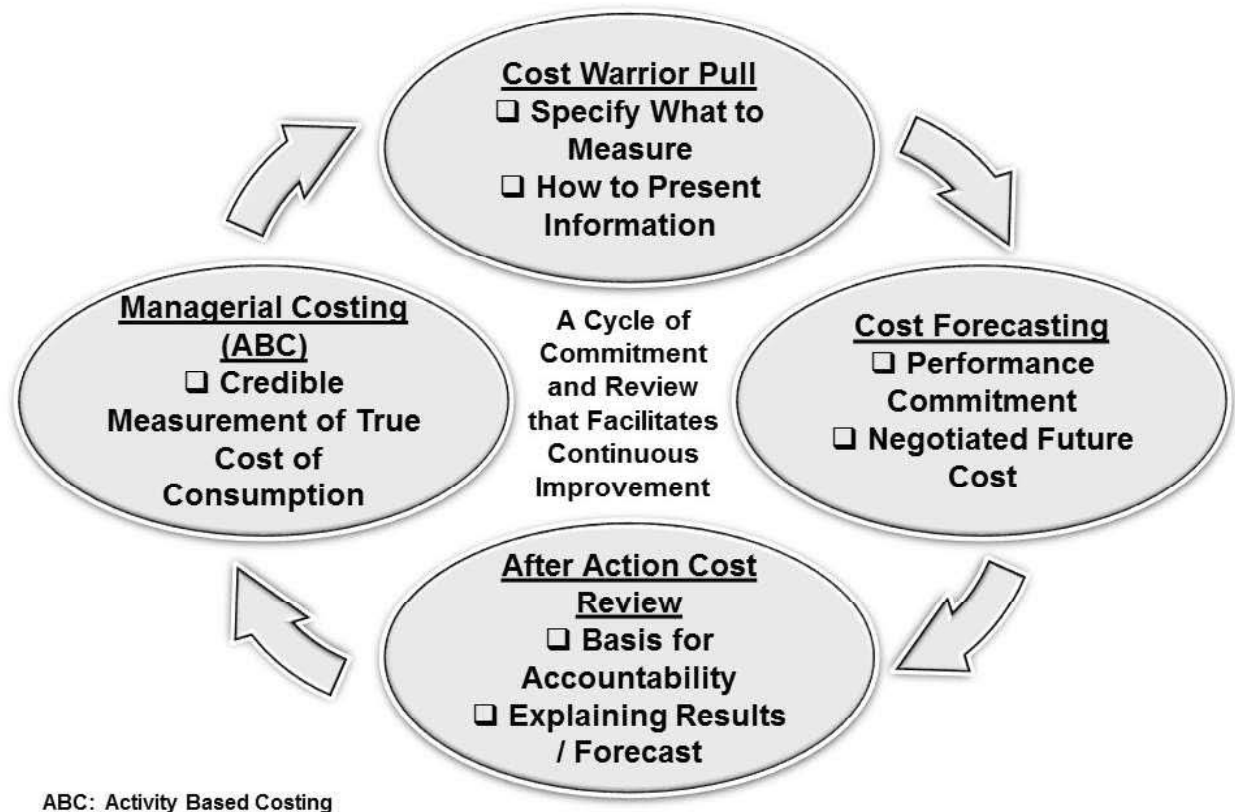 Cost Warrior Pull
❑ Specify What to
Measure
❑ How to Present
Information
Managerial Costing
(ABC)
❑ Credible
Measurement of True
Cost of
Consumption
A Cycle of
Commitment
and Review
that Facilitates
Continuous
Improvement
Cost Forecasting
❑ Performance
Commitment
❑ Negotiated Future
Cost
After Action Cost
Review
❑ Basis for
Accountability
❑ Explaining Results
/ Forecast
ABC: Activity Based Costing